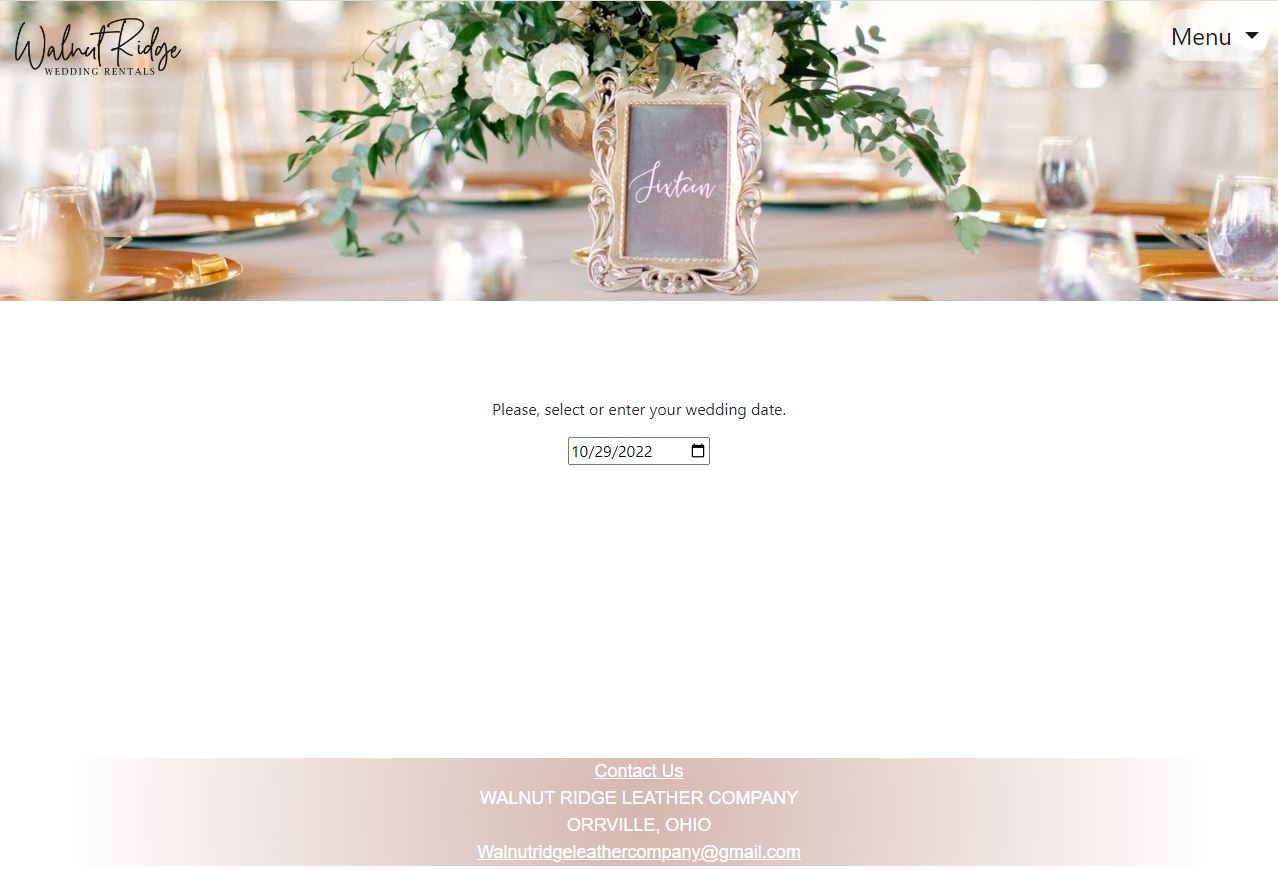 Walnut Ridge
WEDDING RENTALS
Menu
Sixteen
Please, select or enter your wedding date.
10/29/2022
Contact Us
WALNUT RIDGE LEATHER COMPANY
ORRVILLE, OHIO
Walnutridgeleathercompany@gmail.com